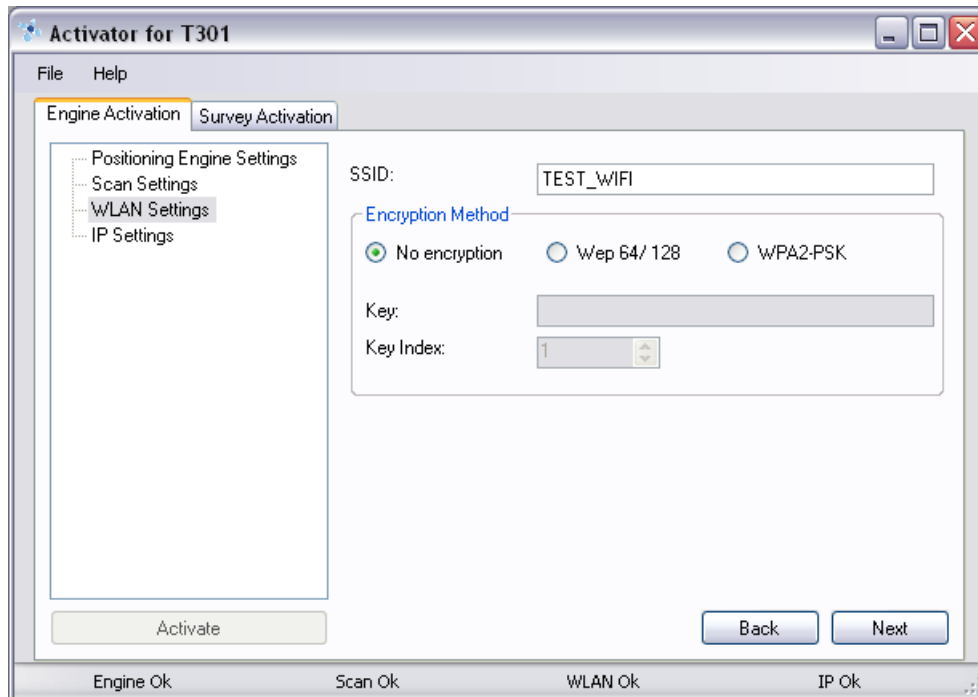 Activator for T301
File Help
Engine Activation Survey Activation
Positioning Engine Settings
Scan Settings
WLAN Settings
IP Settings
SSID: TEST_WIFI
Encryption Method
No encryption Wep 64/ 128 WPA2-PSK
Key:
Key Index: 1
Activate Back Next
Engine Ok Scan Ok WLAN Ok IP Ok